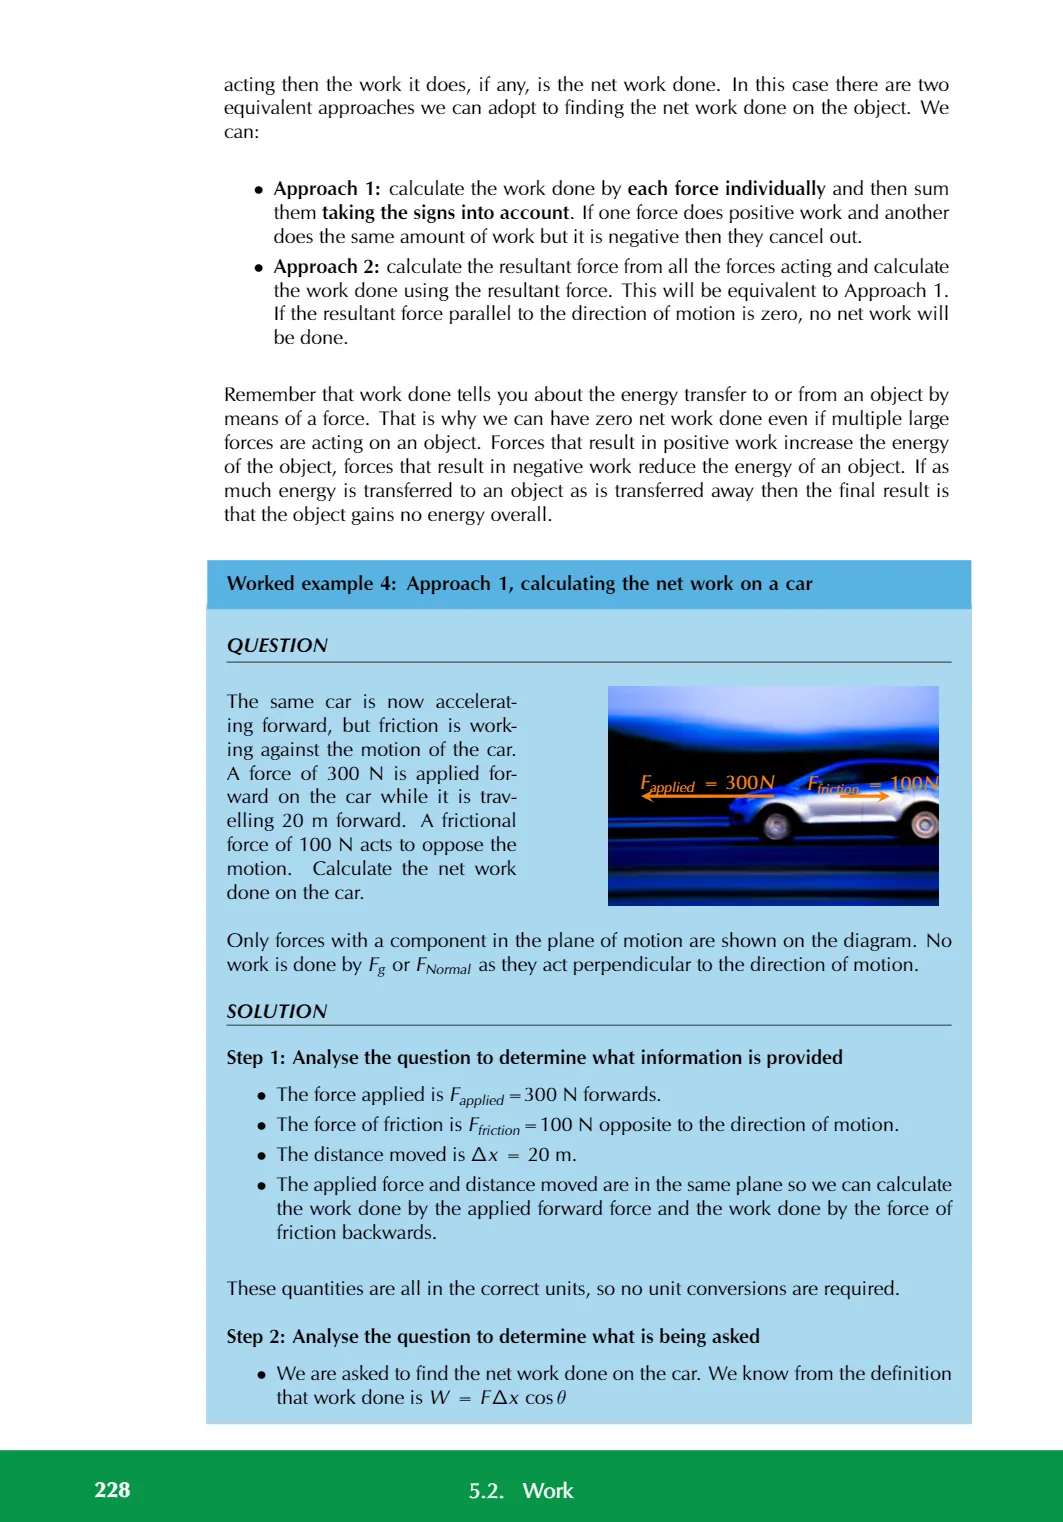 acting then the work it does, if any, is the net work done. In this case there are two
equivalent approaches we can adopt to finding the net work done on the object. We
can:
• Approach 1: calculate the work done by each force individually and then sum
them taking the signs into account. If one force does positive work and another
does the same amount of work but it is negative then they cancel out.
• Approach 2: calculate the resultant force from all the forces acting and calculate
the work done using the resultant force. This will be equivalent to Approach 1.
If the resultant force parallel to the direction of motion is zero, no net work will
be done.
Remember that work done tells you about the energy transfer to or from an object by
means of a force. That is why we can have zero net work done even if multiple large
forces are acting on an object. Forces that result in positive work increase the energy
of the object, forces that result in negative work reduce the energy of an object. If as
much energy is transferred to an object as is transferred away then the final result is
that the object gains no energy overall.
Worked example 4: Approach 1, calculating the net work on a car
QUESTION
The same car is now accelerat-
ing forward, but friction is work-
ing against the motion of the car.
A force of 300 N is applied for-
ward on the car while it is trav-
elling 20 m forward. A frictional
force of 100 N acts to oppose the
motion. Calculate the net work
done on the car.
F_applied = 300N F_friction = 100N
Only forces with a component in the plane of motion are shown on the diagram. No
work is done by F_g or F_Normal as they act perpendicular to the direction of motion.
SOLUTION
Step 1: Analyse the question to determine what information is provided
• The force applied is F_applied =300 N forwards.
• The force of friction is F_friction =100 N opposite to the direction of motion.
• The distance moved is Δx = 20 m.
• The applied force and distance moved are in the same plane so we can calculate
the work done by the applied forward force and the work done by the force of
friction backwards.
These quantities are all in the correct units, so no unit conversions are required.
Step 2: Analyse the question to determine what is being asked
• We are asked to find the net work done on the car. We know from the definition
that work done is W = FΔx cos θ
228 5.2. Work